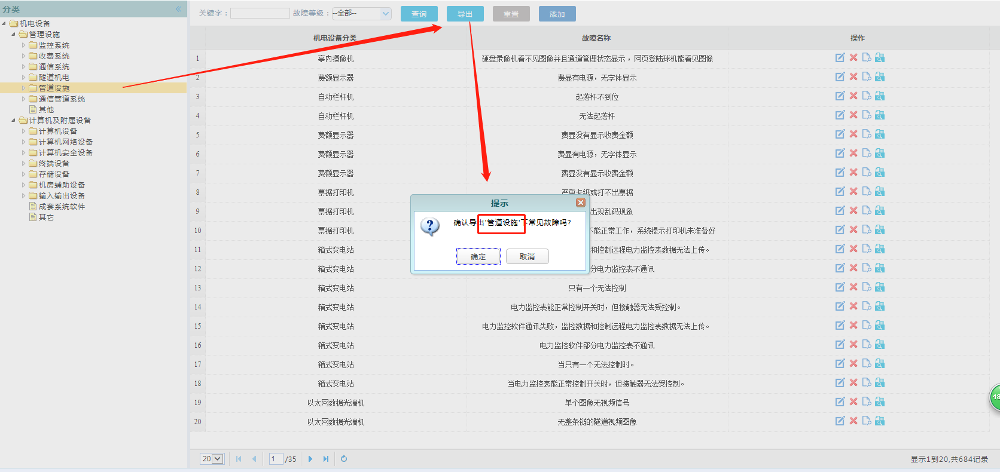 分类
机电设备
管理设施
监控系统
收费系统
通信系统
隧道机电
管道设施
通信管道系统
其他
计算机及附属设备
计算机设备
计算机网络设备
计算机安全设备
终端设备
存储设备
机房辅助设备
输入输出设备
成套系统软件
其它
关键字： 故障等级： --全部-- 查询 导出 重置 添加
机电设备分类 故障名称 操作
1 亭内摄像机 硬盘录像机看不见图像并且通道管理状态显示，网页登陆球机能看见图像
2 费额显示器 费显有电源，无字体显示
3 自动栏杆机 起落杆不到位
4 自动栏杆机 无法起落杆
5 费额显示器 费显没有显示收费金额
6 费额显示器 费显有电源，无字体显示
7 费额显示器 费显没有显示收费金额
8 票据打印机 严重卡纸或打不出票据
9 票据打印机 出现乱码现象
10 票据打印机 不能正常工作，系统提示打印机未准备好
11 箱式变电站 和控制远程电力监控表数据无法上传。
12 箱式变电站 分电力监控表不通讯
13 箱式变电站 只有一个无法控制
14 箱式变电站 电力监控表能正常控制开关时，但接触器无法受控制。
15 箱式变电站 电力监控软件通讯失败，监控数据和控制远程电力监控表数据无法上传。
16 箱式变电站 电力监控软件部分电力监控表不通讯
17 箱式变电站 当只有一个无法控制时。
18 箱式变电站 当电力监控表能正常控制开关时，但接触器无法受控制。
19 以太网数据光端机 单个图像无视频信号
20 以太网数据光端机 无整条链的隧道视频图像
提示
确认导出'管道设施'下常见故障吗？
确定 取消
20 1 /35 显示1到20,共684记录
48